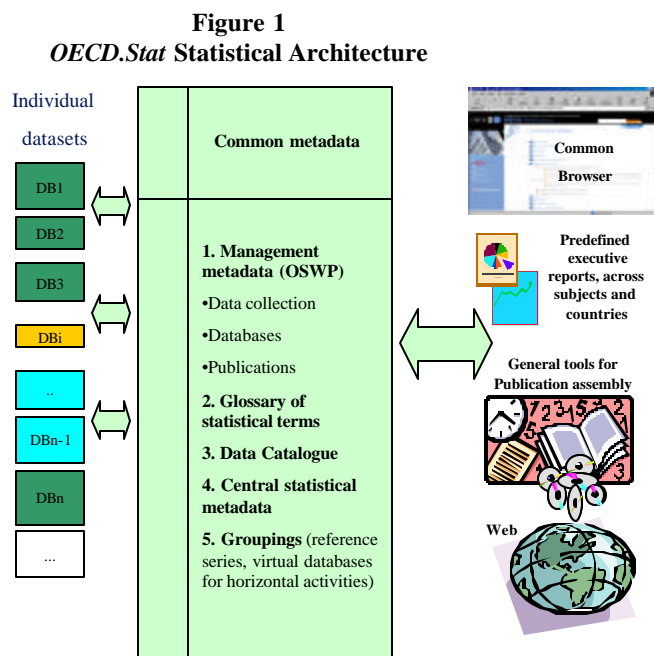 Figure 1
OECD.Stat Statistical Architecture
Individual
datasets
DB1
DB2
DB3
DBi
..
DBn-1
DBn
...
Common metadata
1. Management
metadata (OSWP)
•Data collection
•Databases
•Publications
2. Glossary of
statistical terms
3. Data Catalogue
4. Central statistical
metadata
5. Groupings (reference
series, virtual databases
for horizontal activities)
Common
Browser
Predefined
executive
reports, across
subjects and
countries
General tools for
Publication assembly
Web